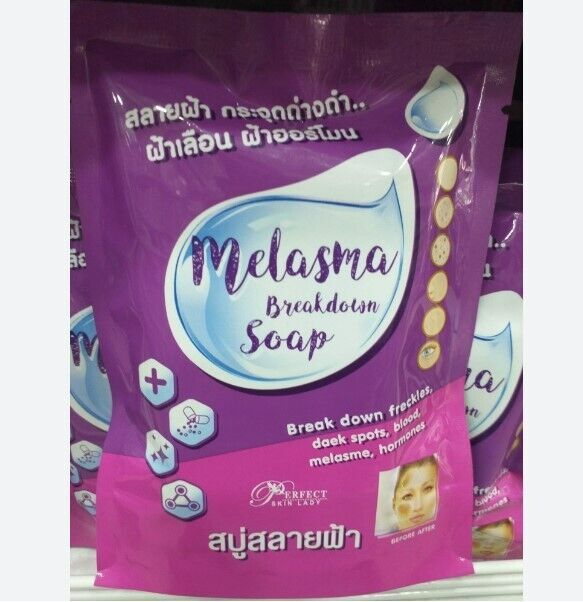 สลายฝ้า กระจุดด่างดำ..
ฝ้าเลือน ฝ้าฮอร์โมน
Melasma
Breakdown
Soap
Break down freckles,
daek spots, blood,
melasme, hormones
PERFECT
SKIN LADY
BEFORE AFTER
สบู่สลายฝ้า